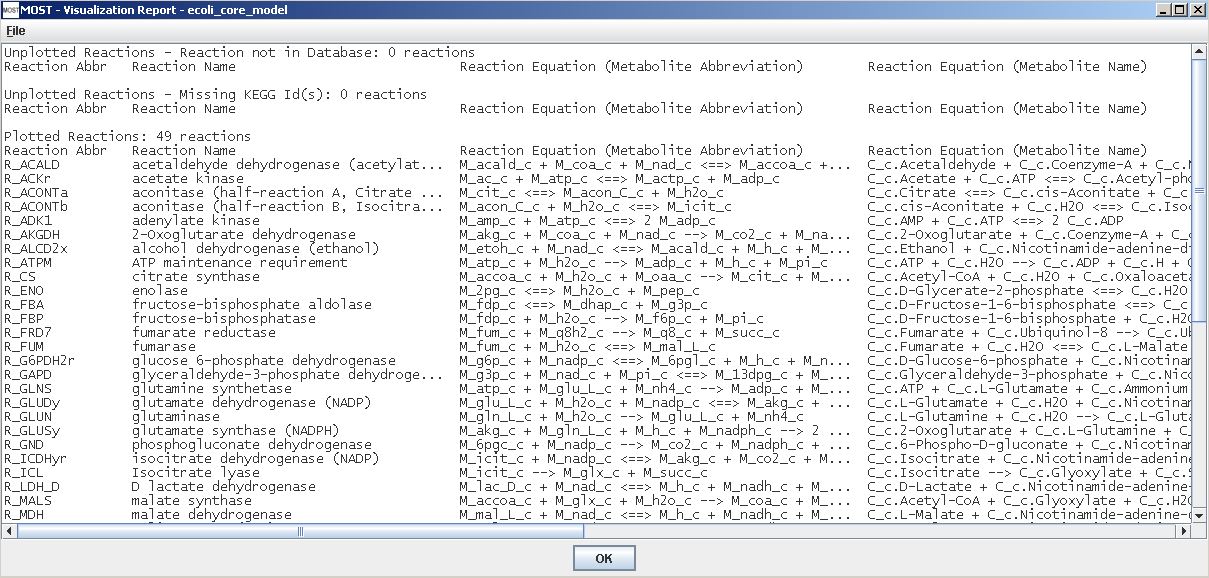 MOST MOST - Visualization Report - ecoli_core_model
File
Unplotted Reactions - Reaction not in Database: 0 reactions
Reaction Abbr Reaction Name Reaction Equation (Metabolite Abbreviation) Reaction Equation (Metabolite Name)
Unplotted Reactions - Missing KEGG Id(s): 0 reactions
Reaction Abbr Reaction Name Reaction Equation (Metabolite Abbreviation) Reaction Equation (Metabolite Name)
Plotted Reactions: 49 reactions
Reaction Abbr Reaction Name Reaction Equation (Metabolite Abbreviation) Reaction Equation (Metabolite Name)
R_ACALD acetaldehyde dehydrogenase (acetylat... M_acald_c + M_coa_c + M_nad_c <==> M_accoa_c +... C_c.Acetaldehyde + C_c.Coenzyme-A + C_c.N
R_ACKr acetate kinase M_ac_c + M_atp_c <==> M_actp_c + M_adp_c C_c.Acetate + C_c.ATP <==> C_c.Acetyl-pho
R_ACONTa aconitase (half-reaction A, Citrate ... M_cit_c <==> M_acon_C_c + M_h2o_c C_c.Citrate <==> C_c.cis-Aconitate + C_c
R_ACONTb aconitase (half-reaction B, Isocitra... M_acon_C_c + M_h2o_c <==> M_icit_c C_c.cis-Aconitate + C_c.H2O <==> C_c.Isoc
R_ADK1 adenylate kinase M_amp_c + M_atp_c <==> 2 M_adp_c C_c.AMP + C_c.ATP <==> 2 C_c.ADP
R_AKGDH 2-Oxoglutarate dehydrogenase M_akg_c + M_coa_c + M_nad_c --> M_co2_c + M_na... C_c.2-Oxoglutarate + C_c.Coenzyme-A + C_c
R_ALCD2x alcohol dehydrogenase (ethanol) M_etoh_c + M_nad_c <==> M_acald_c + M_h_c + M_... C_c.Ethanol + C_c.Nicotinamide-adenine-di
R_ATPM ATP maintenance requirement M_atp_c + M_h2o_c --> M_adp_c + M_h_c + M_pi_c C_c.ATP + C_c.H2O --> C_c.ADP + C_c.H + C
R_CS citrate synthase M_accoa_c + M_h2o_c + M_oaa_c --> M_cit_c + M_... C_c.Acetyl-CoA + C_c.H2O + C_c.Oxaloaceta
R_ENO enolase M_2pg_c <==> M_h2o_c + M_pep_c C_c.D-Glycerate-2-phosphate <==> C_c.H2O
R_FBA fructose-bisphosphate aldolase M_fdp_c <==> M_dhap_c + M_g3p_c C_c.D-Fructose-1-6-bisphosphate <==> C_c
R_FBP fructose-bisphosphatase M_fdp_c + M_h2o_c --> M_f6p_c + M_pi_c C_c.D-Fructose-1-6-bisphosphate + C_c.H2O
R_FRD7 fumarate reductase M_fum_c + M_q8h2_c --> M_q8_c + M_succ_c C_c.Fumarate + C_c.Ubiquinol-8 --> C_c.Ub
R_FUM fumarase M_fum_c + M_h2o_c <==> M_mal_L_c C_c.Fumarate + C_c.H2O <==> C_c.L-Malate
R_G6PDH2r glucose 6-phosphate dehydrogenase M_g6p_c + M_nadp_c <==> M_6pgl_c + M_h_c + M_n... C_c.D-Glucose-6-phosphate + C_c.Nicotinam
R_GAPD glyceraldehyde-3-phosphate dehydroge... M_g3p_c + M_nad_c + M_pi_c <==> M_13dpg_c + M_... C_c.Glyceraldehyde-3-phosphate + C_c.Nico
R_GLNS glutamine synthetase M_atp_c + M_glu_L_c + M_nh4_c --> M_adp_c + M_... C_c.ATP + C_c.L-Glutamate + C_c.Ammonium
R_GLUDy glutamate dehydrogenase (NADP) M_glu_L_c + M_h2o_c + M_nadp_c <==> M_akg_c + ... C_c.L-Glutamate + C_c.H2O + C_c.Nicotinam
R_GLUN glutaminase M_gln_L_c + M_h2o_c --> M_glu_L_c + M_nh4_c C_c.L-Glutamine + C_c.H2O --> C_c.L-Gluta
R_GLUSy glutamate synthase (NADPH) M_akg_c + M_gln_L_c + M_h_c + M_nadph_c --> 2 ... C_c.2-Oxoglutarate + C_c.L-Glutamine + C_
R_GND phosphogluconate dehydrogenase M_6pgc_c + M_nadp_c --> M_co2_c + M_nadph_c + ... C_c.6-Phospho-D-gluconate + C_c.Nicotinam
R_ICDHyr isocitrate dehydrogenase (NADP) M_icit_c + M_nadp_c <==> M_akg_c + M_co2_c + M... C_c.Isocitrate + C_c.Nicotinamide-adenine
R_ICL Isocitrate lyase M_icit_c --> M_glx_c + M_succ_c C_c.Isocitrate --> C_c.Glyoxylate + C_c.S
R_LDH_D D lactate dehydrogenase M_lac_D_c + M_nad_c <==> M_h_c + M_nadh_c + M_... C_c.D-Lactate + C_c.Nicotinamide-adenine-
R_MALS malate synthase M_accoa_c + M_glx_c + M_h2o_c --> M_coa_c + M_... C_c.Acetyl-CoA + C_c.Glyoxylate + C_c.H2O
R_MDH malate dehydrogenase M_mal_L_c + M_nad_c <==> M_h_c + M_nadh_c + M_... C_c.L-Malate + C_c.Nicotinamide-adenine-d
OK